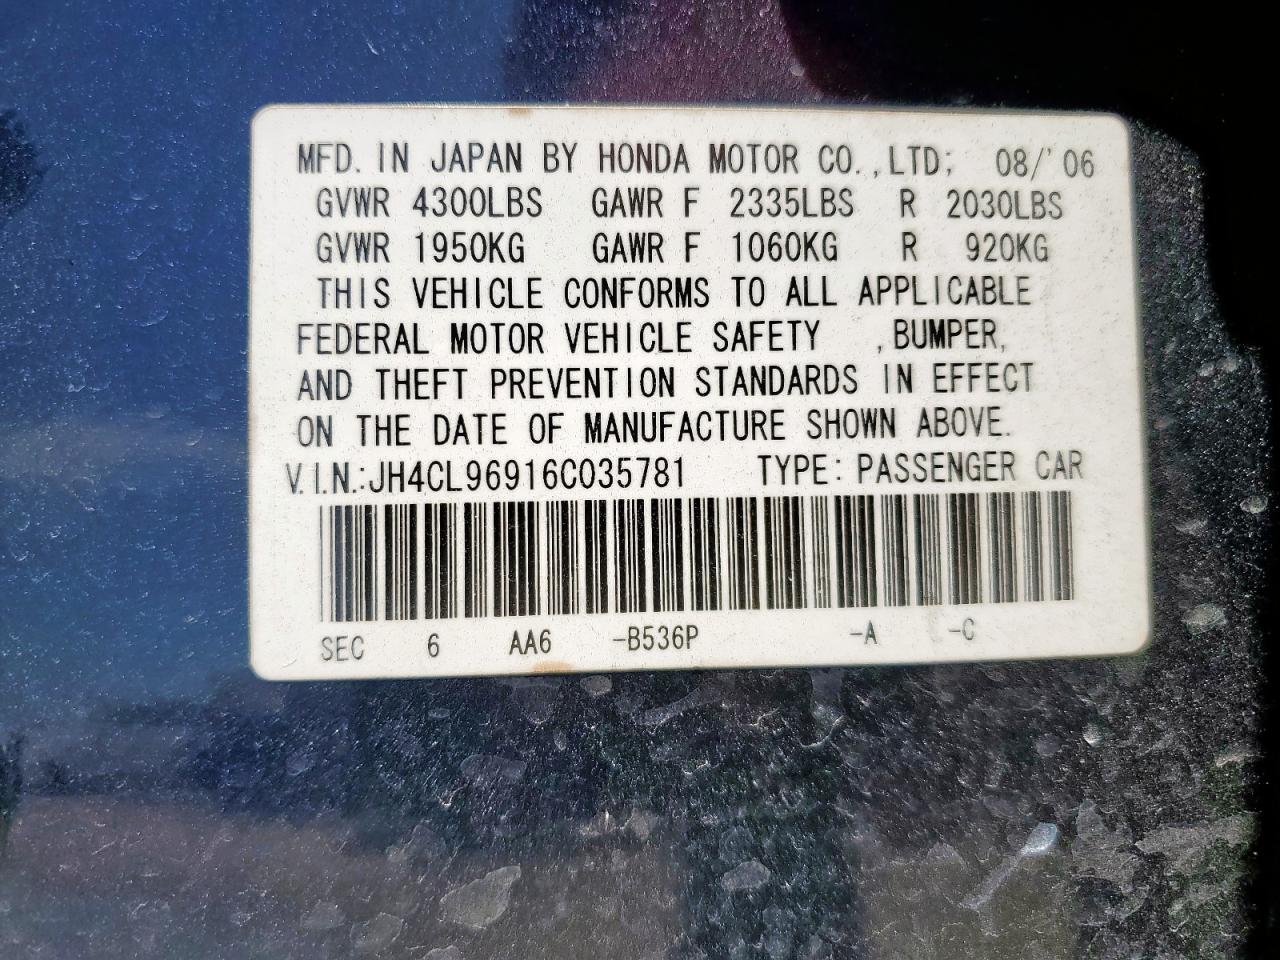 MFD. IN JAPAN BY HONDA MOTOR CO.,LTD; 08/'06
GVWR 4300LBS GAWR F 2335LBS R 2030LBS
GVWR 1950KG GAWR F 1060KG R 920KG
THIS VEHICLE CONFORMS TO ALL APPLICABLE
FEDERAL MOTOR VEHICLE SAFETY ,BUMPER,
AND THEFT PREVENTION STANDARDS IN EFFECT
ON THE DATE OF MANUFACTURE SHOWN ABOVE.
V.I.N.:JH4CL96916C035781 TYPE: PASSENGER CAR
SEC 6 AA6 -B536P -A -C